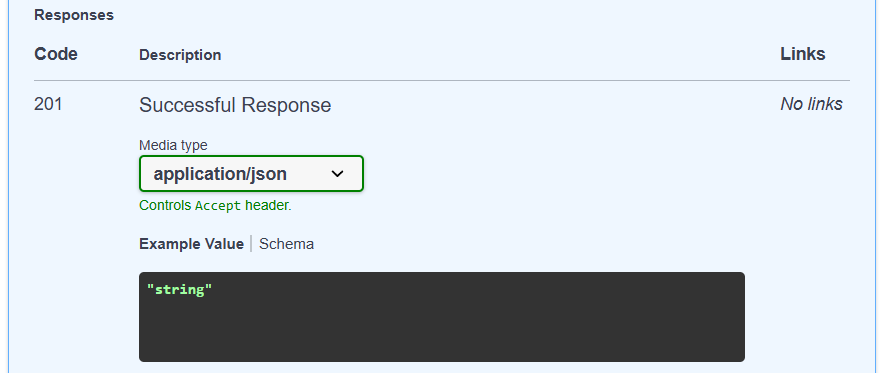 Responses
Code Description Links
201 Successful Response No links
Media type
application/json
Controls Accept header.
Example Value | Schema
"string"